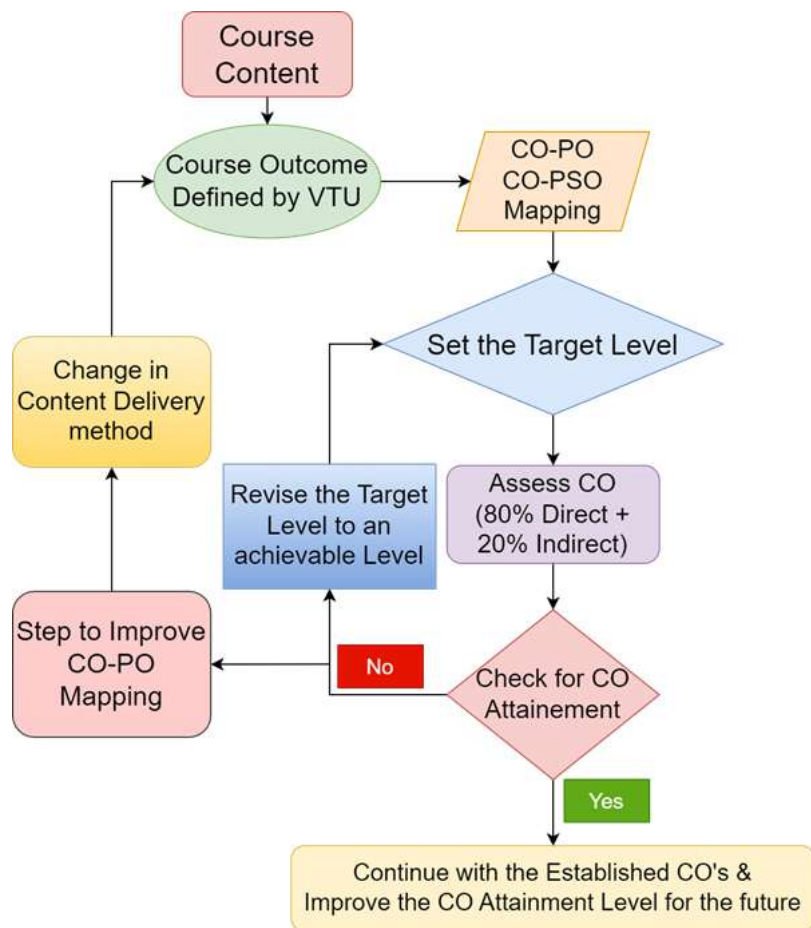 Course
Content
Course Outcome
Defined by VTU
CO-PO
CO-PSO
Mapping
Set the Target Level
Change in
Content Delivery
method
Revise the Target
Level to an
achievable Level
Assess CO
(80% Direct +
20% Indirect)
Step to Improve
CO-PO
Mapping
No
Check for CO
Attainement
Yes
Continue with the Established CO's &
Improve the CO Attainment Level for the future